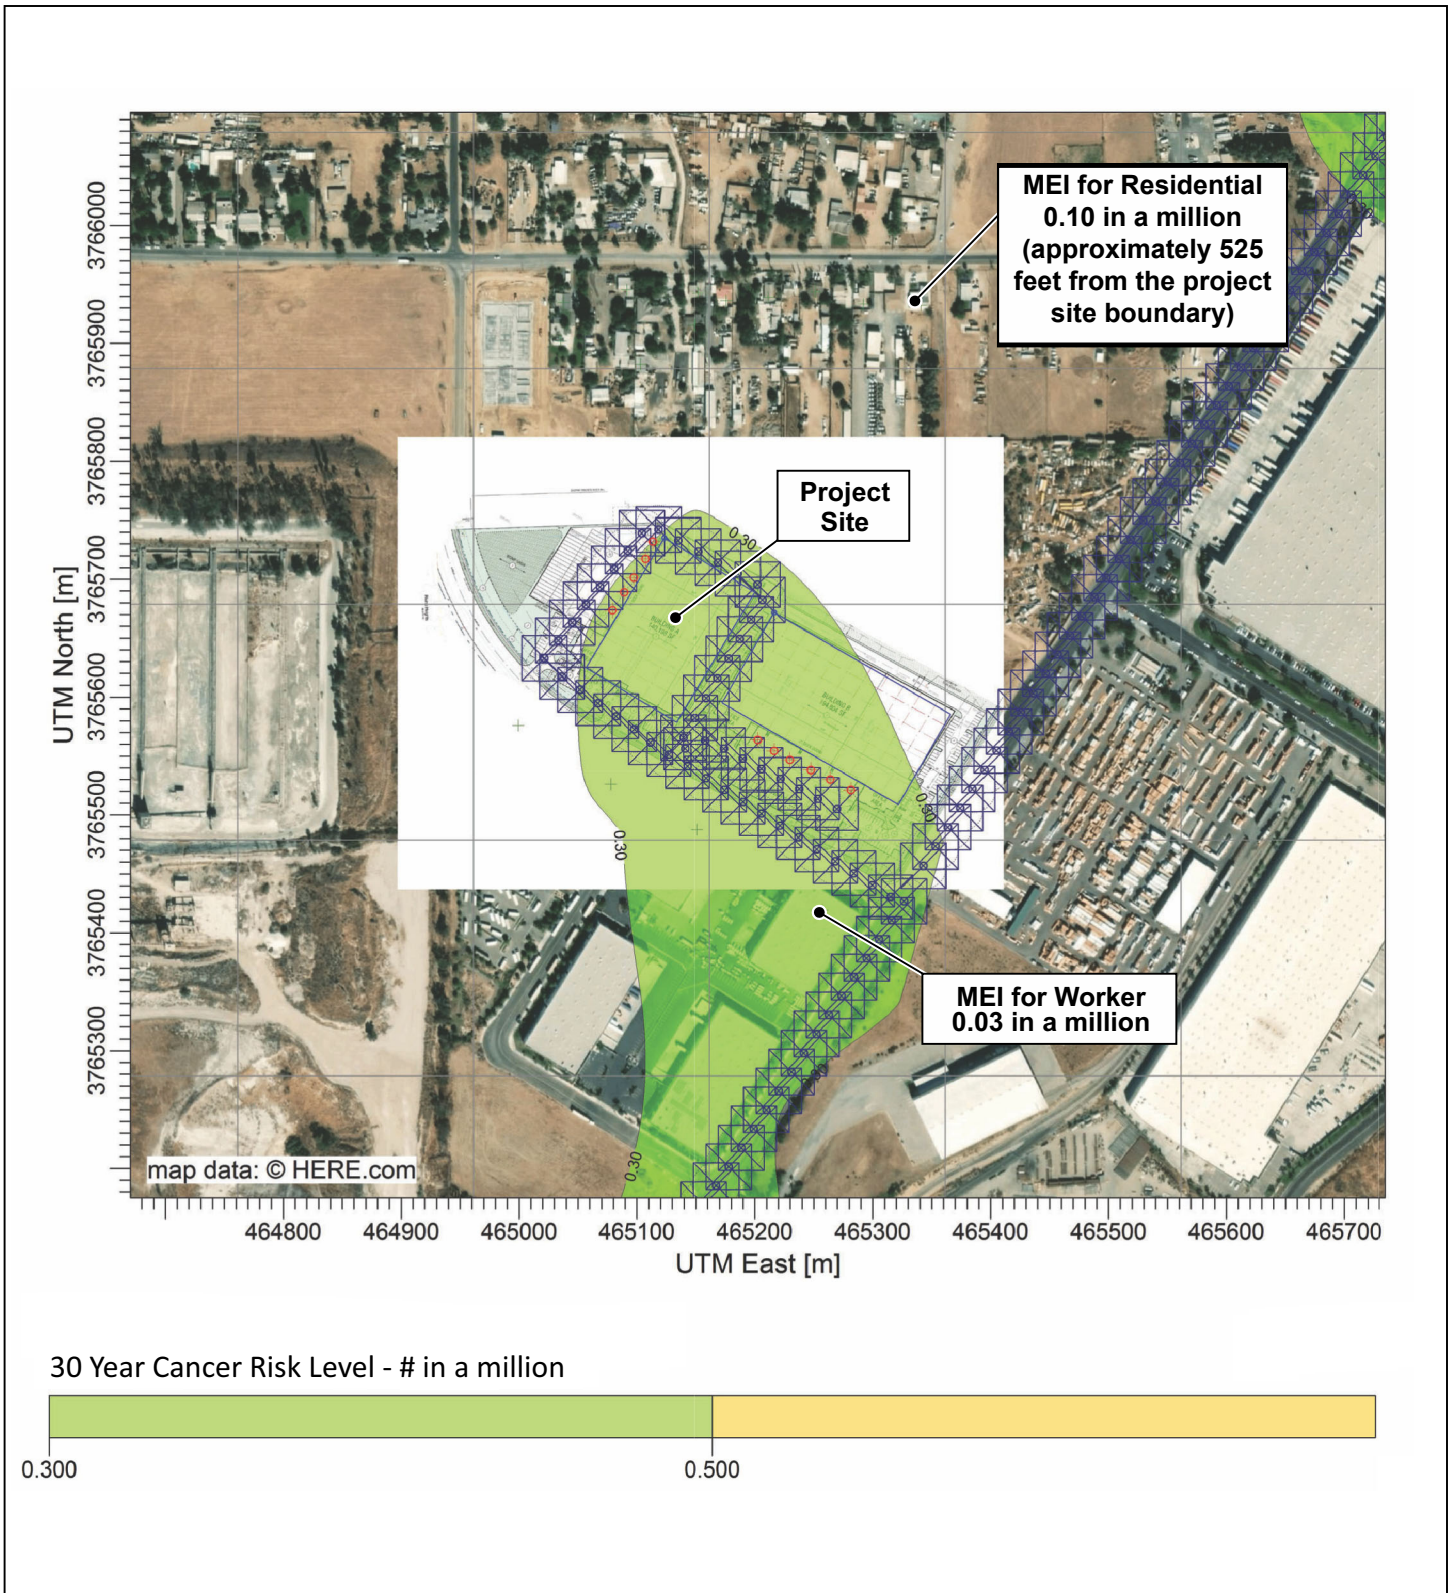 MEI for Residential
0.10 in a million
(approximately 525
feet from the project
site boundary)
Project
Site
MEI for Worker
0.03 in a million
0.30
0.30
0.30
0.30
BUILDING A
BUILDING B
UTM North [m]
3766000
3765900
3765800
3765700
3765600
3765500
3765400
3765300
map data: © HERE.com
464800 464900 465000 465100 465200 465300 465400 465500 465600 465700
UTM East [m]
30 Year Cancer Risk Level - # in a million
0.300 0.500